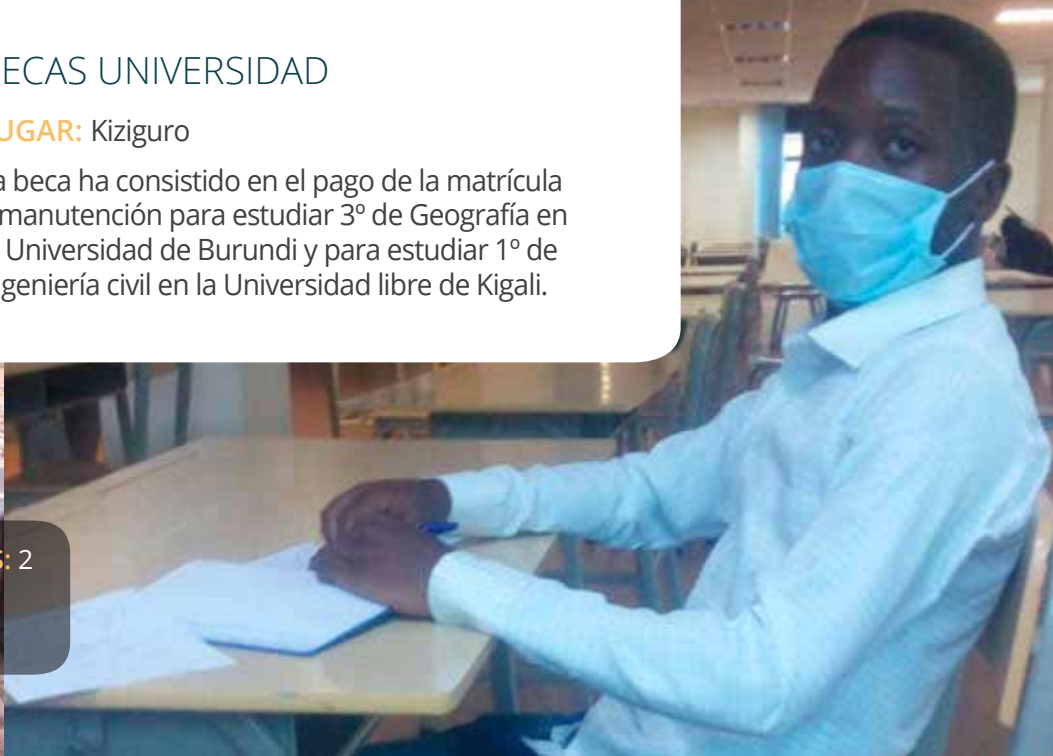 ECAS UNIVERSIDAD
UGAR: Kiziguro
a beca ha consistido en el pago de la matrícula
manutención para estudiar 3º de Geografía en
Universidad de Burundi y para estudiar 1º de
geniería civil en la Universidad libre de Kigali.
: 2